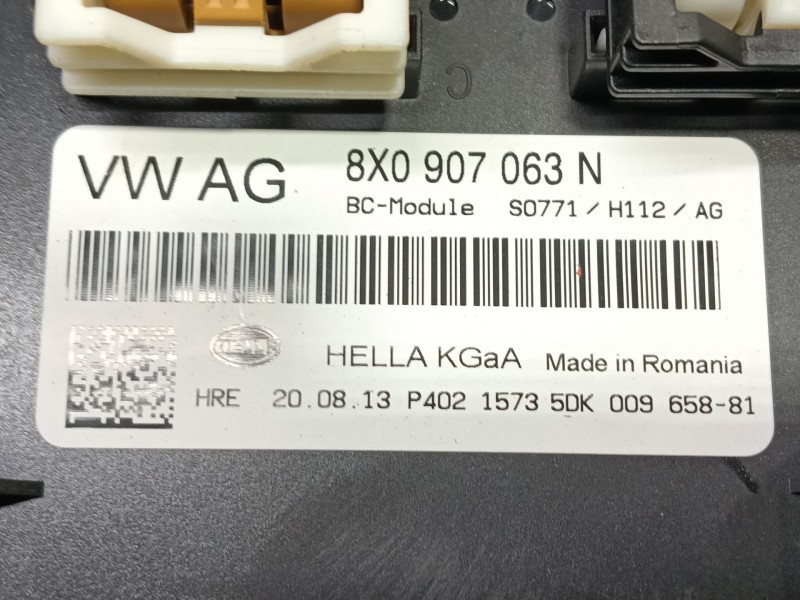 C
VW AG
8X0 907 063 N
BC-Module S0771 / H112 / AG
HELLA
HELLA KGaA Made in Romania
HRE 20.08.13 P402 1573 5DK 009 658-81